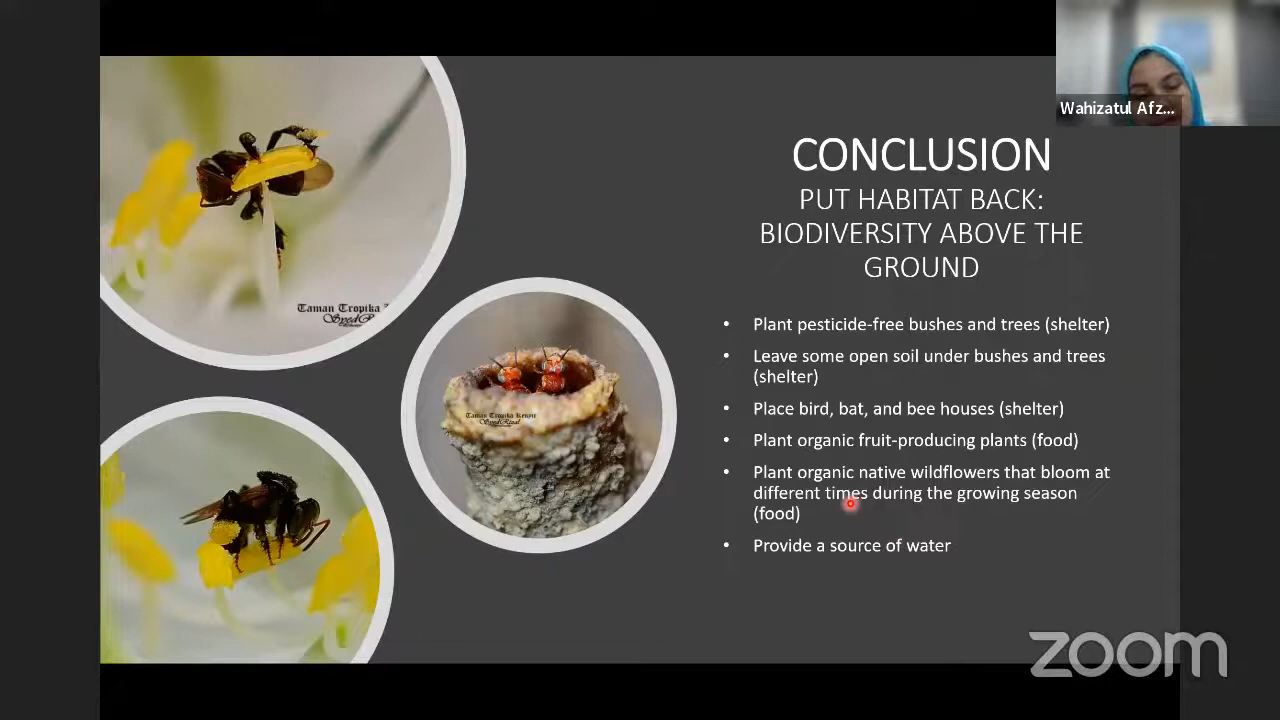 Wahizatul Afz...
CONCLUSION
PUT HABITAT BACK:
BIODIVERSITY ABOVE THE
GROUND
• Plant pesticide-free bushes and trees (shelter)
• Leave some open soil under bushes and trees
(shelter)
• Place bird, bat, and bee houses (shelter)
• Plant organic fruit-producing plants (food)
• Plant organic native wildflowers that bloom at
different times during the growing season
(food)
• Provide a source of water
Taman Tropika
Taman Tropika Kenyir
zoom